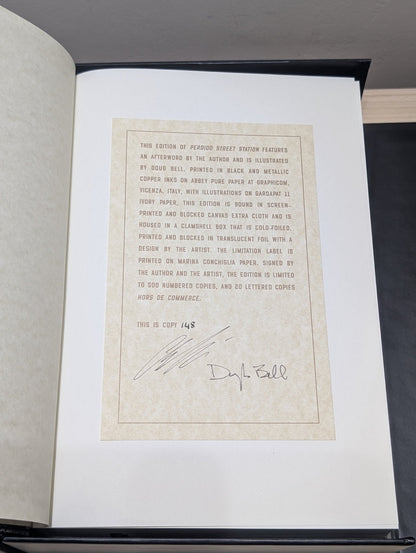 THIS EDITION OF PERDIDO STREET STATION FEATURES
AN AFTERWORD BY THE AUTHOR AND IS ILLUSTRATED
BY DOUG BELL. PRINTED IN BLACK AND METALLIC
COPPER INKS ON ABBEY PURE PAPER AT GRAPHICOM,
VICENZA, ITALY, WITH ILLUSTRATIONS ON GARDAPAT 11
IVORY PAPER, THIS EDITION IS BOUND IN SCREEN-
PRINTED AND BLOCKED CANVAS EXTRA CLOTH AND IS
HOUSED IN A CLAMSHELL BOX THAT IS COLD-FOILED,
PRINTED AND BLOCKED IN TRANSLUCENT FOIL WITH A
DESIGN BY THE ARTIST. THE LIMITATION LABEL IS
PRINTED ON MARINA CONCHIGLIA PAPER, SIGNED BY
THE AUTHOR AND THE ARTIST. THE EDITION IS LIMITED
TO 500 NUMBERED COPIES, AND 20 LETTERED COPIES
HORS DE COMMERCE.
THIS IS COPY 148
Bell